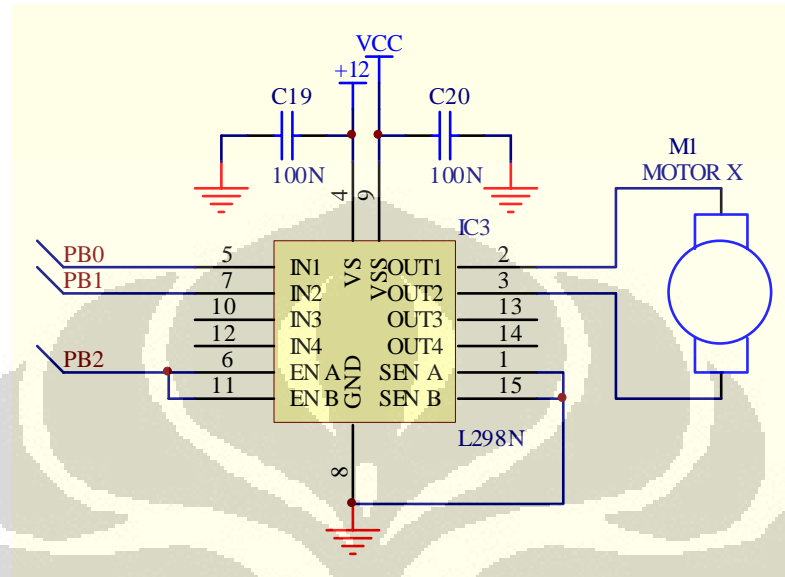 VCC
+12
C19
C20
100N
100N
4
9
M1
MOTOR X
IC3
PB0
5
IN1
VS
VSS
OUT1
2
PB1
7
IN2
OUT2
3
10
IN3
OUT3
13
12
IN4
OUT4
14
PB2
6
EN A
GND
SEN A
1
11
EN B
SEN B
15
L298N
8